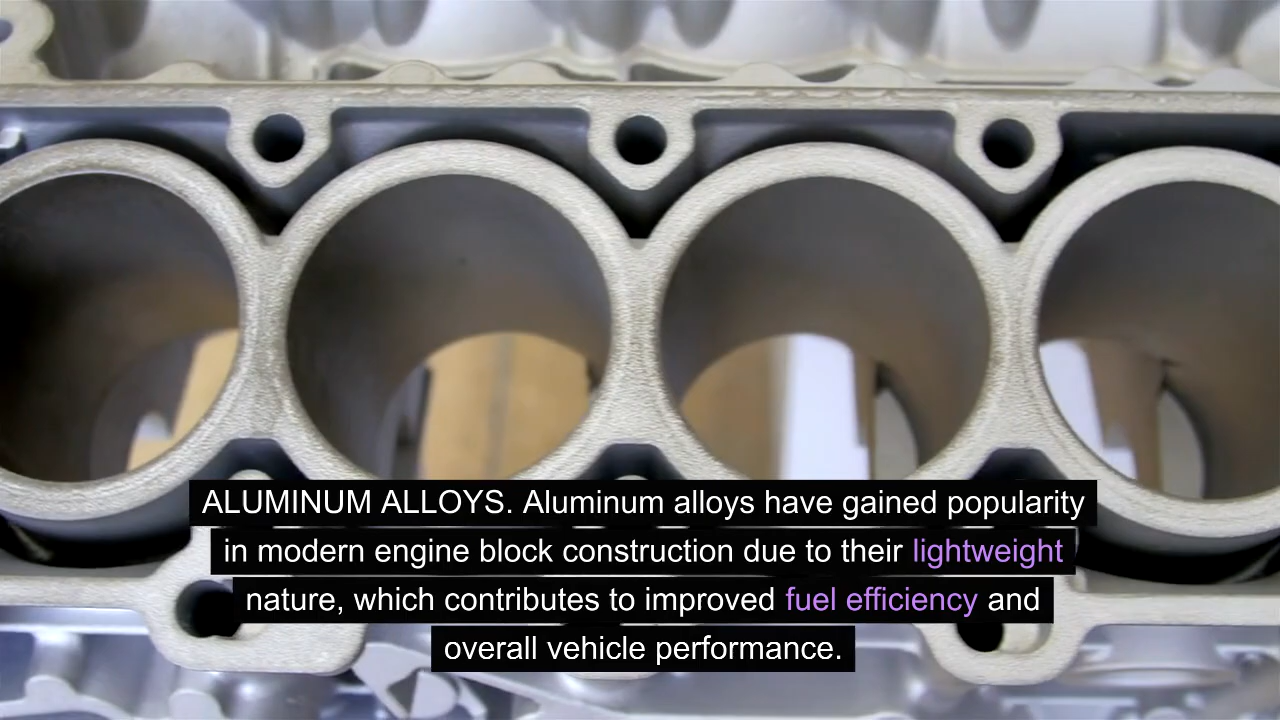 ALUMINUM ALLOYS. Aluminum alloys have gained popularity
in modern engine block construction due to their lightweight
nature, which contributes to improved fuel efficiency and
overall vehicle performance.